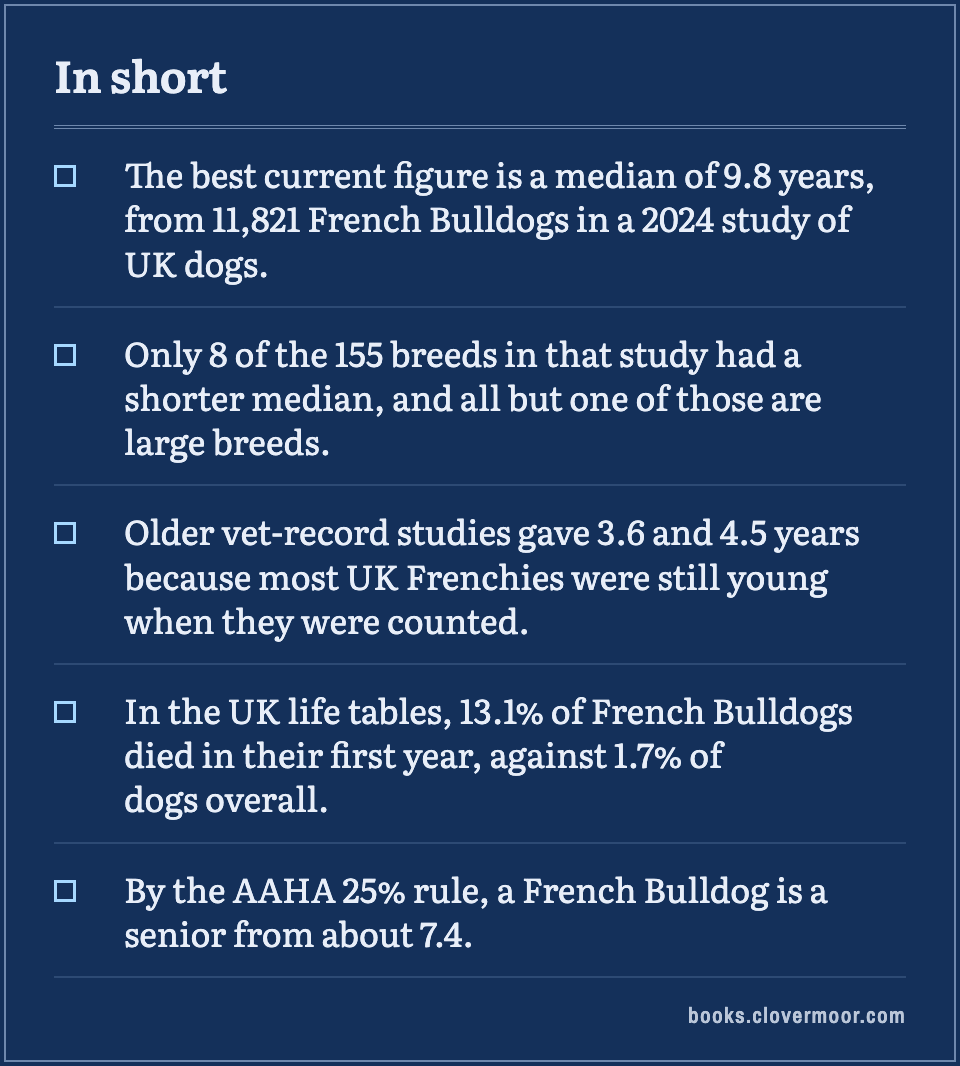 In short
The best current figure is a median of 9.8 years,
from 11,821 French Bulldogs in a 2024 study of
UK dogs.
Only 8 of the 155 breeds in that study had a
shorter median, and all but one of those are
large breeds.
Older vet-record studies gave 3.6 and 4.5 years
because most UK Frenchies were still young
when they were counted.
In the UK life tables, 13.1% of French Bulldogs
died in their first year, against 1.7% of
dogs overall.
By the AAHA 25% rule, a French Bulldog is a
senior from about 7.4.
books.clovermoor.com